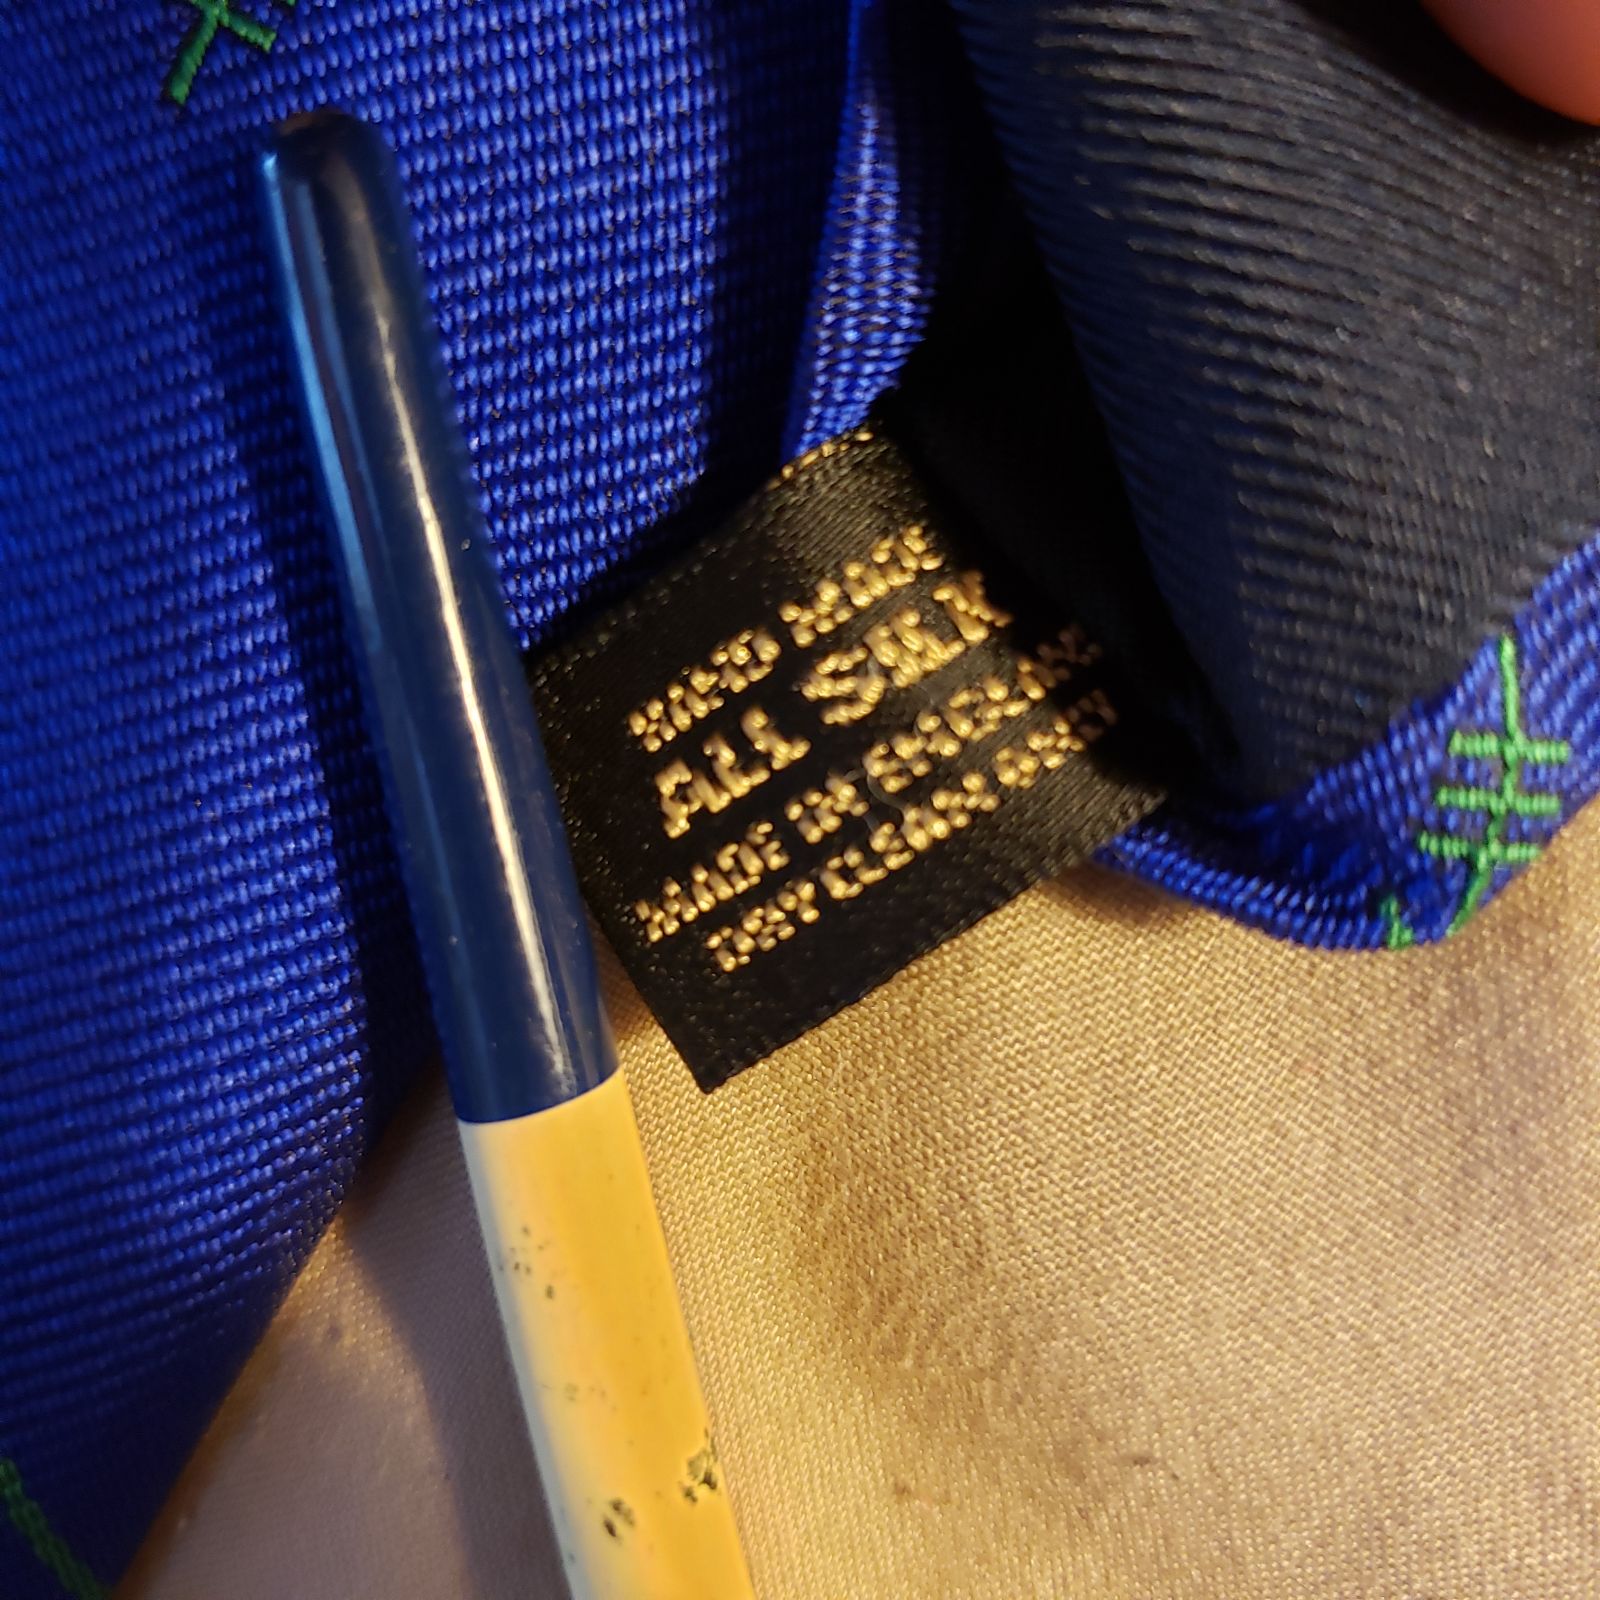 HAND MADE
ALL SILK
MADE IN ENGLAND
DRY CLEAN ONLY